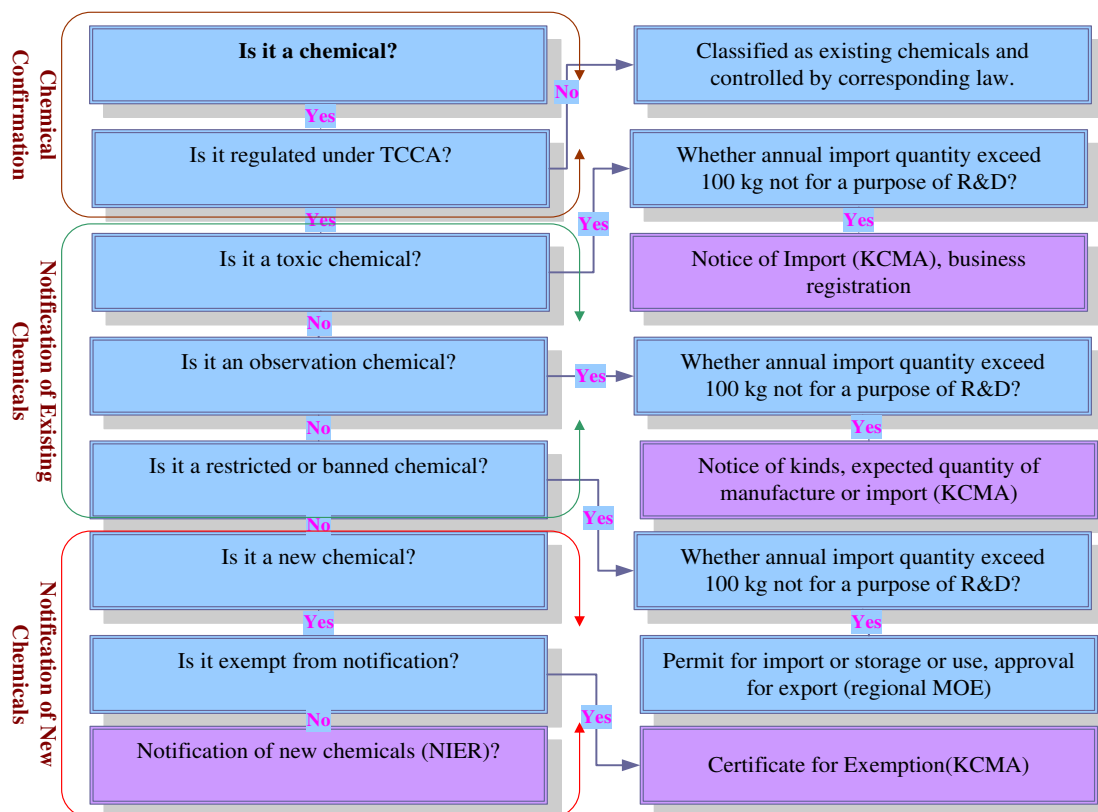 Chemical
Confirmation
Is it a chemical?
Yes
Is it regulated under TCCA?
No
Classified as existing chemicals and
controlled by corresponding law.
Yes
Notification of Existing
Chemicals
Is it a toxic chemical?
Yes
Whether annual import quantity exceed
100 kg not for a purpose of R&D?
Yes
Notice of Import (KCMA), business
registration
No
Is it an observation chemical?
Yes
Whether annual import quantity exceed
100 kg not for a purpose of R&D?
Yes
Notice of kinds, expected quantity of
manufacture or import (KCMA)
No
Is it a restricted or banned chemical?
Yes
Whether annual import quantity exceed
100 kg not for a purpose of R&D?
Yes
Permit for import or storage or use, approval
for export (regional MOE)
No
Notification of New
Chemicals
Is it a new chemical?
Yes
Is it exempt from notification?
Yes
Certificate for Exemption(KCMA)
No
Notification of new chemicals (NIER)?